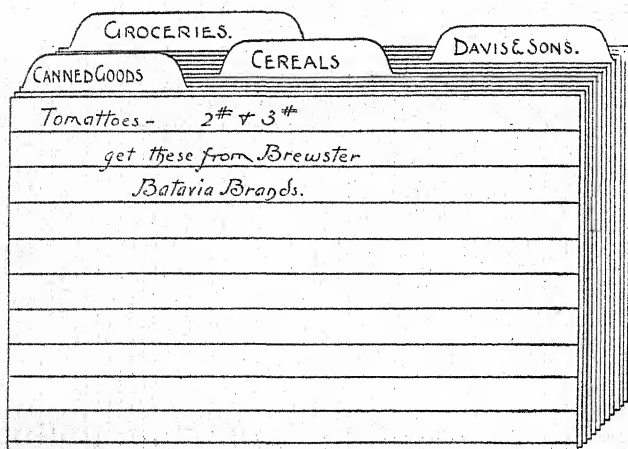 GROCERIES.
DAVIS & SONS.
CEREALS
CANNED GOODS
Tomattoes - 2# & 3#
get these from Brewster
Batavia Brands.